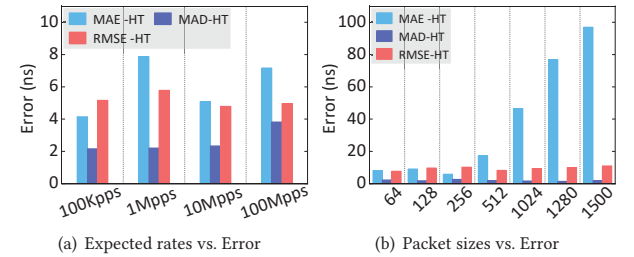 10
8
6
4
2
0
Error (ns)
MAE -HT
MAD-HT
RMSE -HT
100Kpps
1Mpps
10Mpps
100Mpps
(a) Expected rates vs. Error
100
80
60
40
20
0
Error (ns)
MAE -HT
MAD-HT
RMSE-HT
64
128
256
512
1024
1280
1500
(b) Packet sizes vs. Error